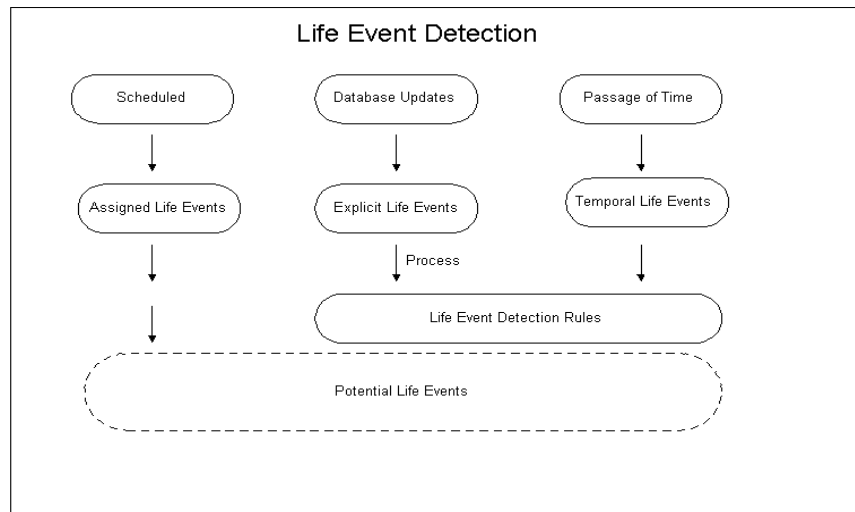 Life Event Detection
Scheduled
Database Updates
Passage of Time
Assigned Life Events
Explicit Life Events
Temporal Life Events
Process
Life Event Detection Rules
Potential Life Events